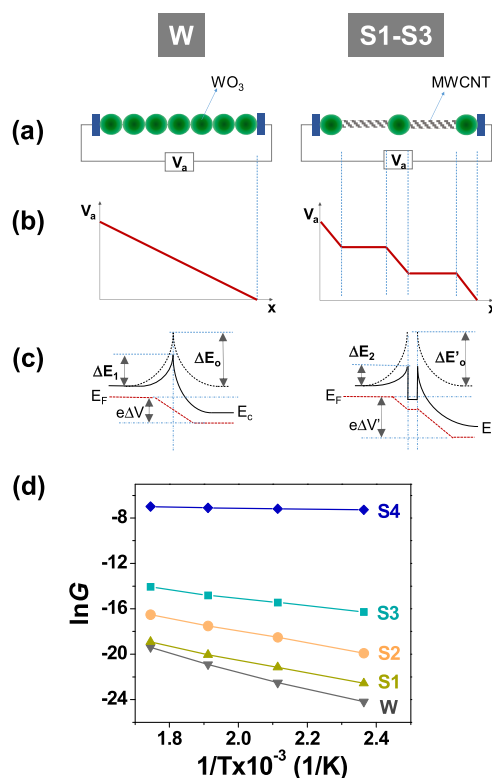 W S1-S3
WO3 MWCNT
(a)
Va Va
(b) Va Va
x x
(c)
ΔE1 ΔEo ΔE2 ΔE'o
EF Ec EF E
eΔV eΔV'
(d)
-8 S4
-12
lnG
-16 S3
S2
-20
S1
-24 W
1.8 2.0 2.2 2.4
1/Tx10-3 (1/K)